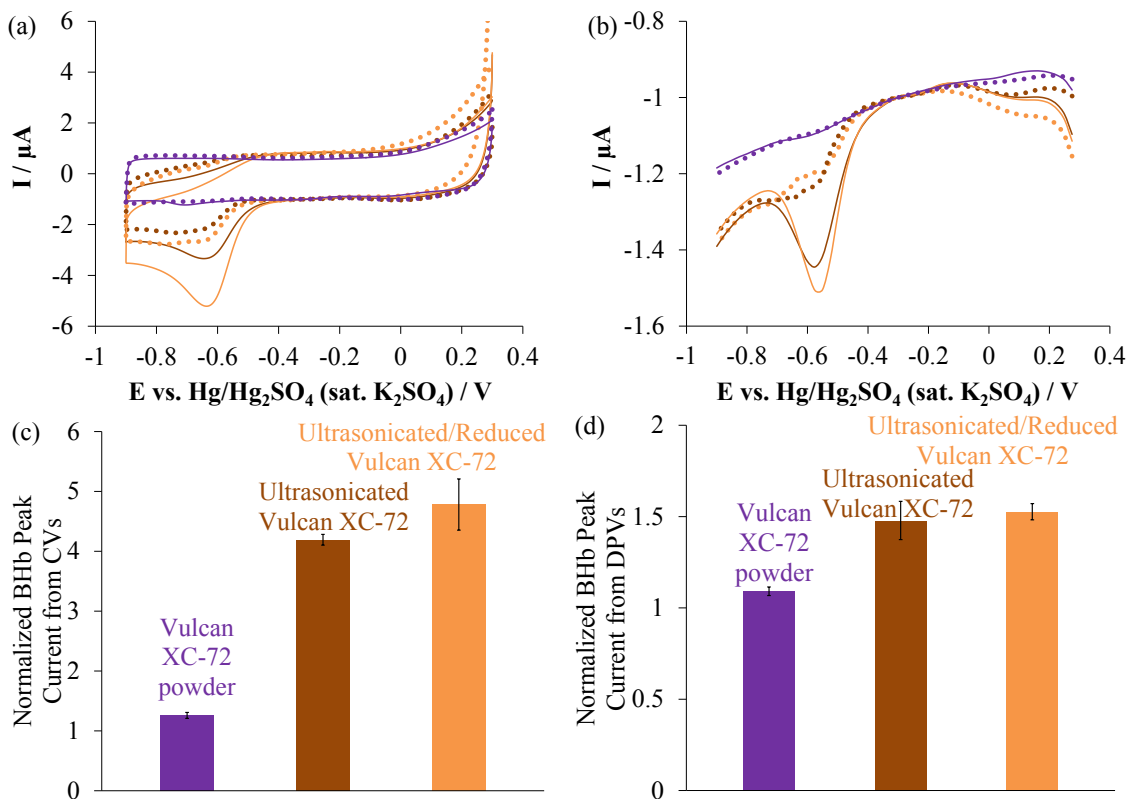 (a)
I / µA
6
4
2
0
-2
-4
-6
-1 -0.8 -0.6 -0.4 -0.2 0 0.2 0.4
E vs. Hg/Hg₂SO₄ (sat. K₂SO₄) / V
(b)
I / µA
-0.8
-1
-1.2
-1.4
-1.6
-1 -0.8 -0.6 -0.4 -0.2 0 0.2 0.4
E vs. Hg/Hg₂SO₄ (sat. K₂SO₄) / V
(c)
Normalized BHb Peak
Current from CVs
6
5
4
3
2
1
0
Vulcan
XC-72
powder
Ultrasonicated
Vulcan XC-72
Ultrasonicated/Reduced
Vulcan XC-72
(d)
Normalized BHb Peak
Current from DPVs
2
1.5
1
0.5
0
Vulcan
XC-72
powder
Ultrasonicated
Vulcan XC-72
Ultrasonicated/Reduced
Vulcan XC-72